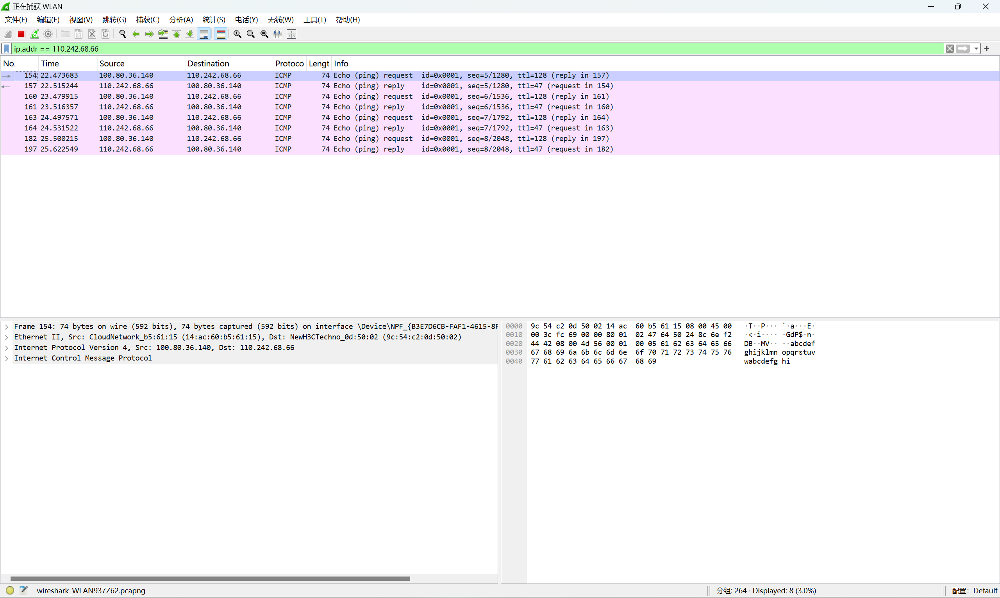 正在捕获 WLAN
文件(F) 编辑(E) 视图(V) 跳转(G) 捕获(C) 分析(A) 统计(S) 电话(Y) 无线(W) 工具(T) 帮助(H)
ip.addr == 110.242.68.66
No. Time Source Destination Protoco Lengt Info
154 22.473683 100.80.36.140 110.242.68.66 ICMP 74 Echo (ping) request id=0x0001, seq=5/1280, ttl=128 (reply in 157)
157 22.515244 110.242.68.66 100.80.36.140 ICMP 74 Echo (ping) reply id=0x0001, seq=5/1280, ttl=47 (request in 154)
160 23.479915 100.80.36.140 110.242.68.66 ICMP 74 Echo (ping) request id=0x0001, seq=6/1536, ttl=128 (reply in 161)
161 23.516357 110.242.68.66 100.80.36.140 ICMP 74 Echo (ping) reply id=0x0001, seq=6/1536, ttl=47 (request in 160)
163 24.497571 100.80.36.140 110.242.68.66 ICMP 74 Echo (ping) request id=0x0001, seq=7/1792, ttl=128 (reply in 164)
164 24.531522 110.242.68.66 100.80.36.140 ICMP 74 Echo (ping) reply id=0x0001, seq=7/1792, ttl=47 (request in 163)
182 25.500215 100.80.36.140 110.242.68.66 ICMP 74 Echo (ping) request id=0x0001, seq=8/2048, ttl=128 (reply in 197)
197 25.622549 110.242.68.66 100.80.36.140 ICMP 74 Echo (ping) reply id=0x0001, seq=8/2048, ttl=47 (request in 182)
Frame 154: 74 bytes on wire (592 bits), 74 bytes captured (592 bits) on interface \Device\NPF_{B3E7D6CB-FAF1-4615-8F
Ethernet II, Src: CloudNetwork_b5:61:15 (14:ac:60:b5:61:15), Dst: NewH3CTechno_0d:50:02 (9c:54:c2:0d:50:02)
Internet Protocol Version 4, Src: 100.80.36.140, Dst: 110.242.68.66
Internet Control Message Protocol
0000 9c 54 c2 0d 50 02 14 ac 60 b5 61 15 08 00 45 00 ·T··P··· `·a···E·
0010 00 3c fc 69 00 00 80 01 02 47 64 50 24 8c 6e f2 ·<·i···· ·GdP$·n·
0020 44 42 08 00 4d 56 00 01 00 05 61 62 63 64 65 66 DB··MV·· ··abcdef
0030 67 68 69 6a 6b 6c 6d 6e 6f 70 71 72 73 74 75 76 ghijklmn opqrstuv
0040 77 61 62 63 64 65 66 67 68 69 wabcdefg hi
wireshark_WLAN937Z62.pcapng 分组: 264 · Displayed: 8 (3.0%) 配置: Default